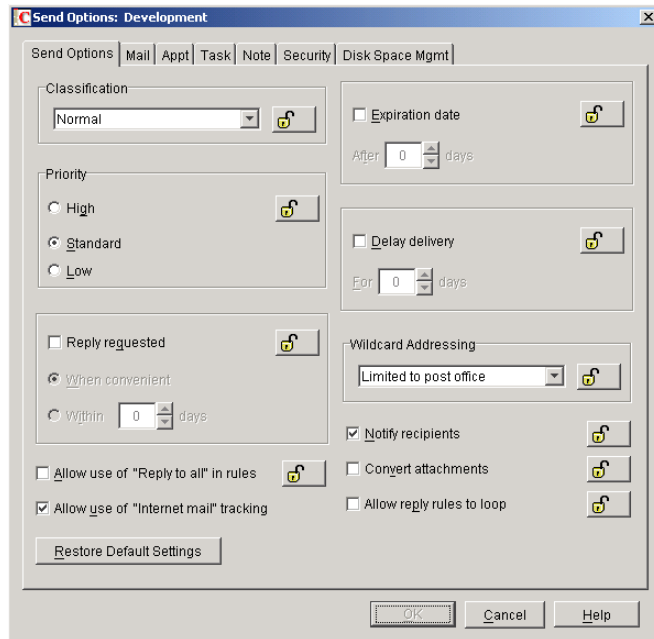 Send Options: Development
Send Options Mail Appt Task Note Security Disk Space Mgmt
Classification
Normal
Priority
High
Standard
Low
Reply requested
When convenient
Within 0 days
Allow use of "Reply to all" in rules
Allow use of "Internet mail" tracking
Restore Default Settings
Expiration date
After 0 days
Delay delivery
For 0 days
Wildcard Addressing
Limited to post office
Notify recipients
Convert attachments
Allow reply rules to loop
OK Cancel Help